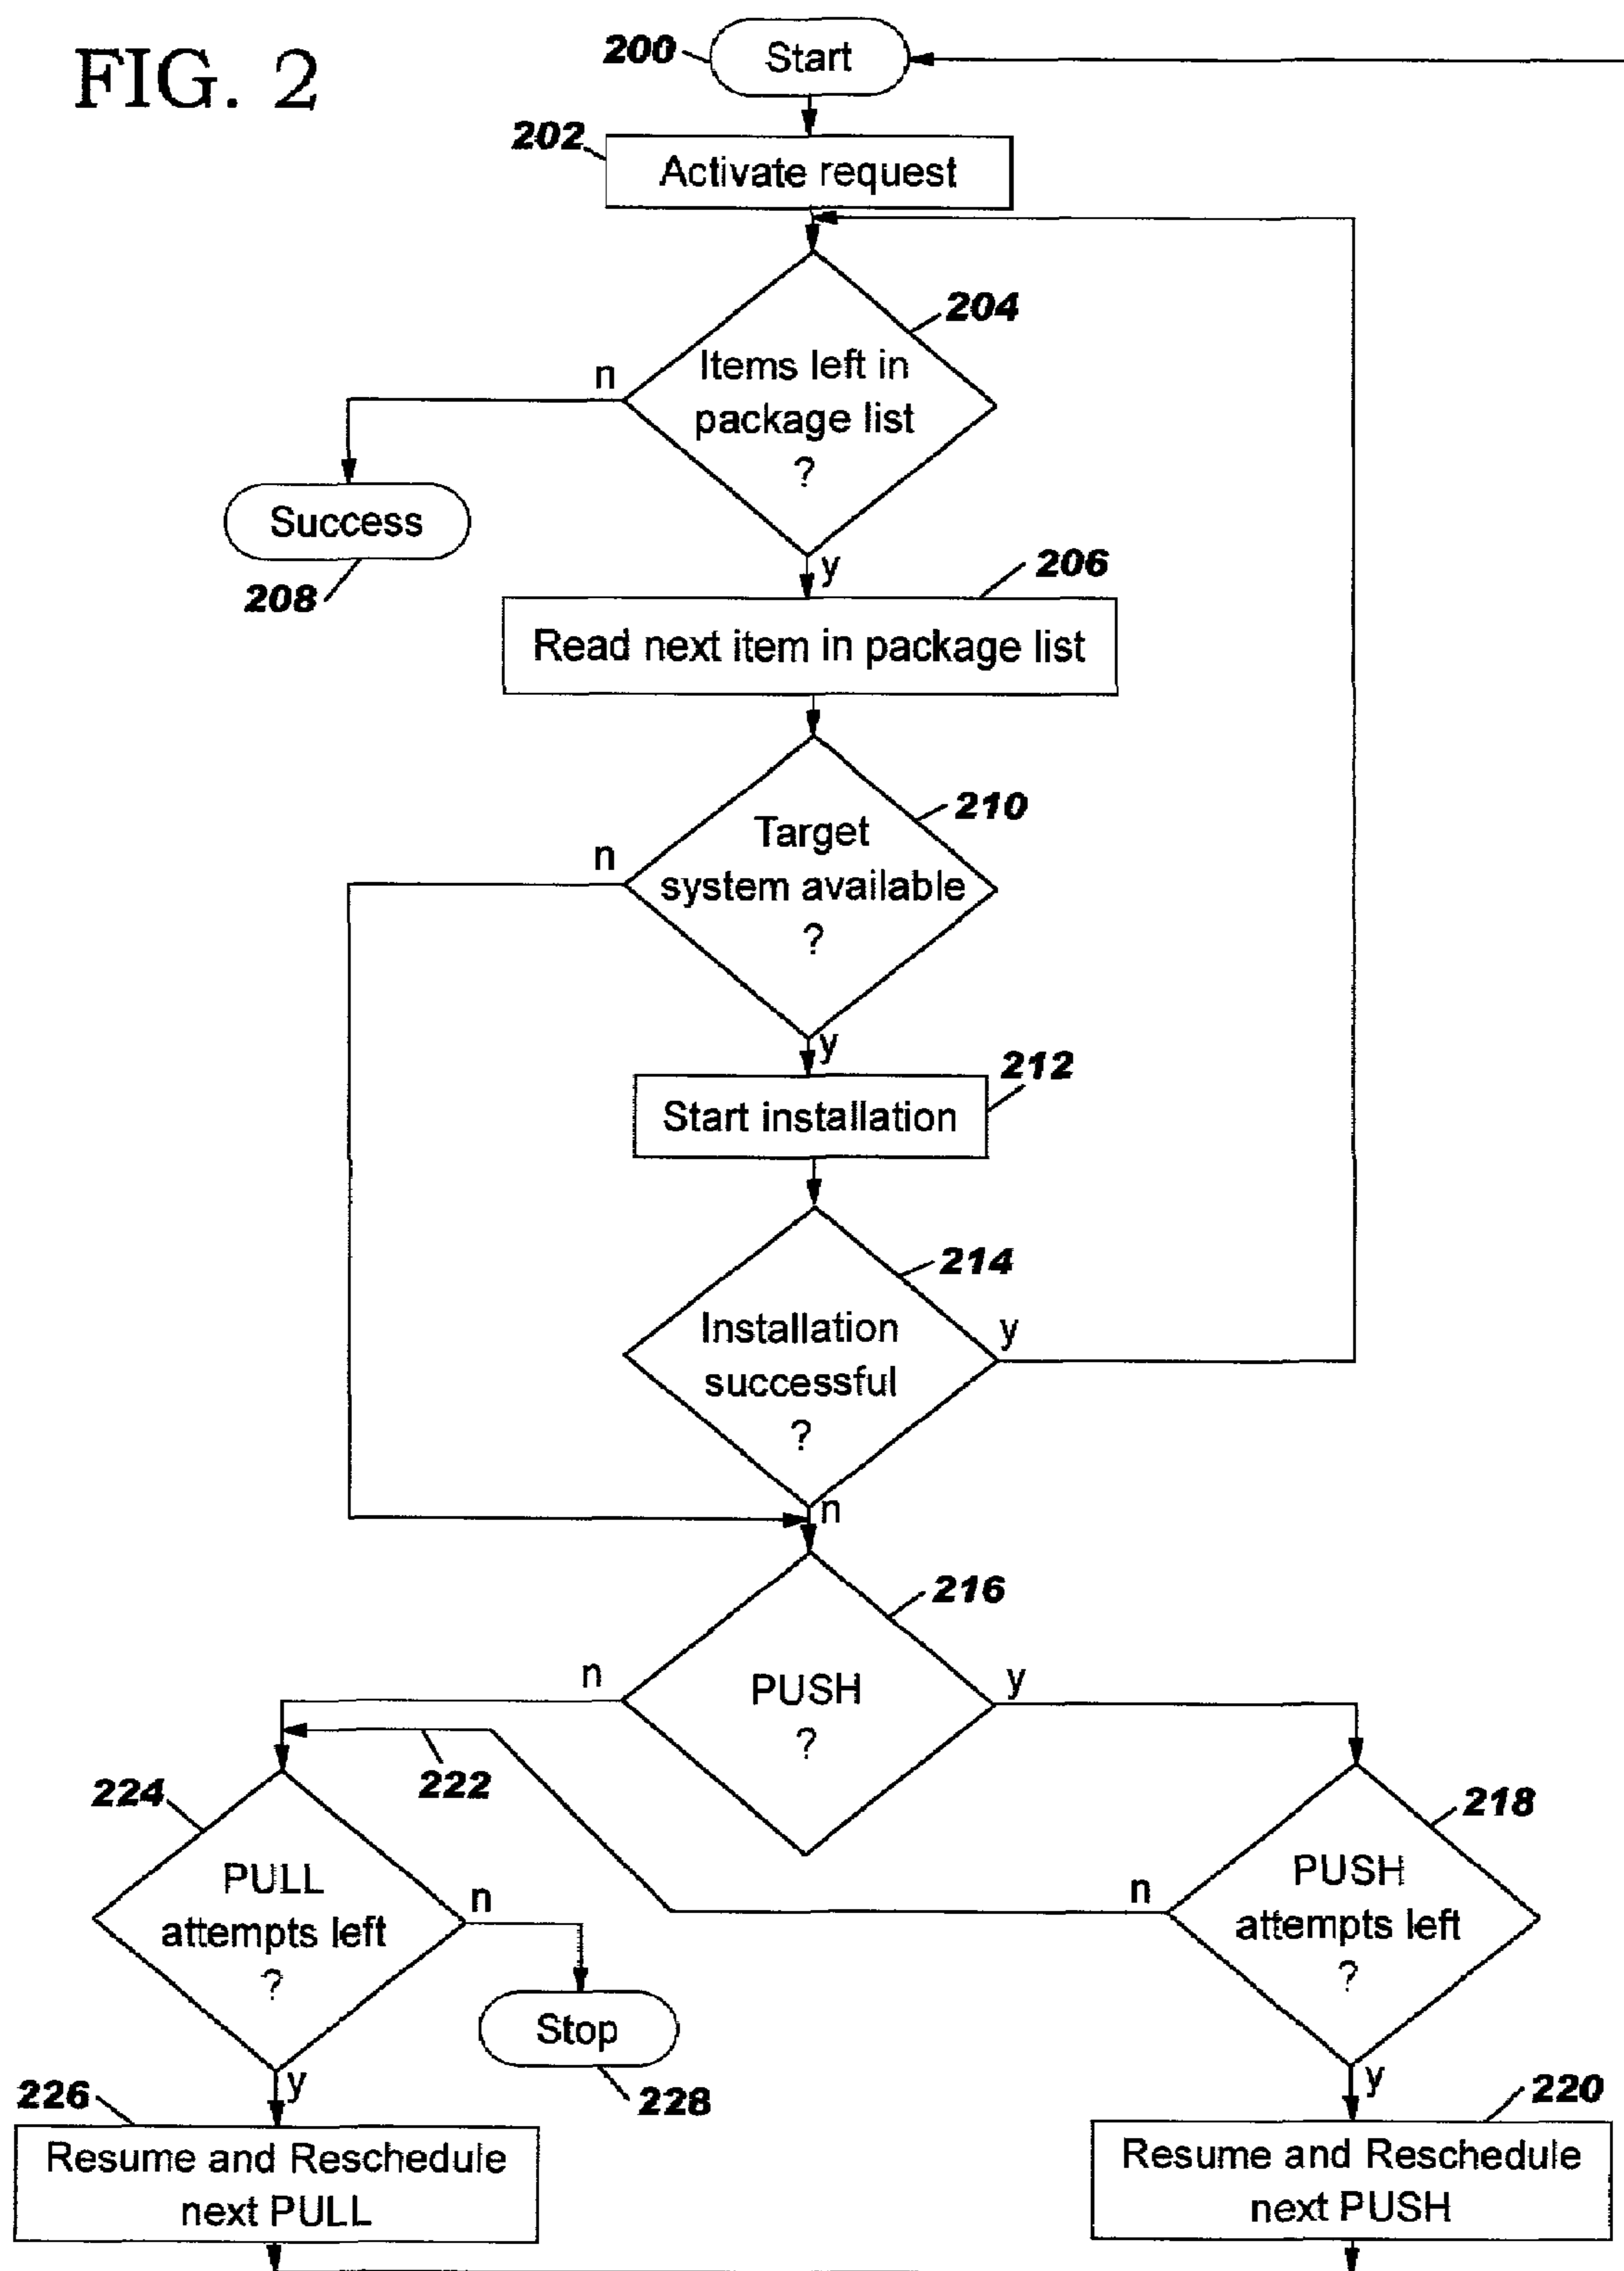 FIG. 2
200
Start
202
Activate request
204
Items left in
package list
?
n
Success
208
y
206
Read next item in package list
210
Target
system available
?
n
y
212
Start installation
214
Installation
successful
?
y
n
216
PUSH
?
n
y
222
224
PULL
attempts left
?
n
Stop
228
218
PUSH
attempts left
?
n
y
226
Resume and Reschedule
next PULL
y
220
Resume and Reschedule
next PUSH